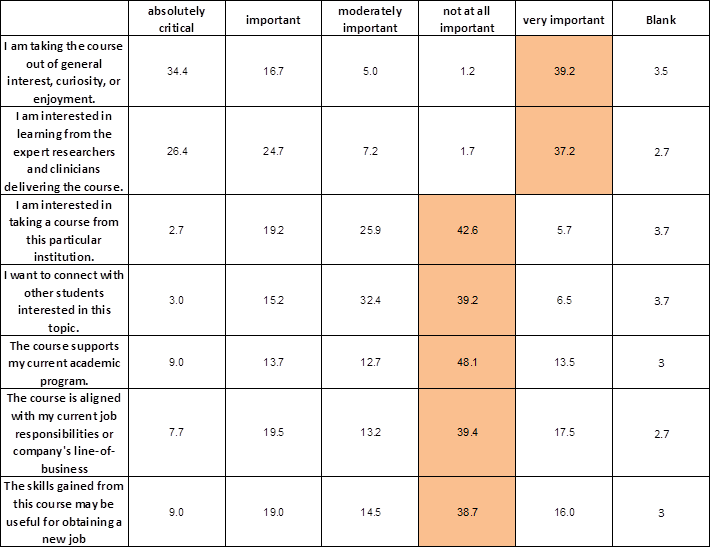 absolutely critical important moderately important not at all important very important Blank
I am taking the course
out of general
interest, curiosity, or
enjoyment.
34.4 16.7 5.0 1.2 39.2 3.5
I am interested in
learning from the
expert researchers
and clinicians
delivering the course.
26.4 24.7 7.2 1.7 37.2 2.7
I am interested in
taking a course from
this particular
institution.
2.7 19.2 25.9 42.6 5.7 3.7
I want to connect with
other students
interested in this
topic.
3.0 15.2 32.4 39.2 6.5 3.7
The course supports
my current academic
program.
9.0 13.7 12.7 48.1 13.5 3
The course is aligned
with my current job
responsibilities or
company's line-of-
business
7.7 19.5 13.2 39.4 17.5 2.7
The skills gained from
this course may be
useful for obtaining a
new job
9.0 19.0 14.5 38.7 16.0 3